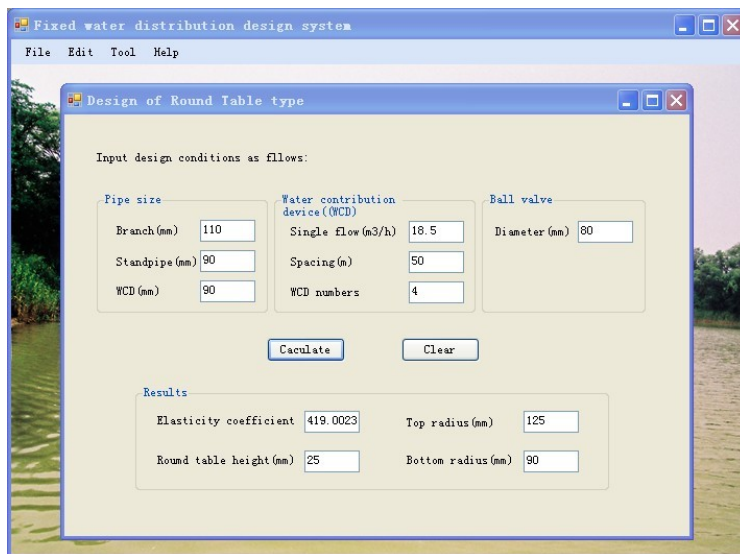 Fixed water distribution design system
File Edit Tool Help
Design of Round Table type
Input design conditions as fllows:
Pipe size
Branch(mm) 110
Standpipe(mm) 90
WCD(mm) 90
Water contribution
device((WCD)
Single flow(m3/h) 18.5
Spacing(m) 50
WCD numbers 4
Ball valve
Diameter(mm) 80
Caculate Clear
Results
Elasticity coefficient 419.0023 Top radius(mm) 125
Round table height(mm) 25 Bottom radius(mm) 90